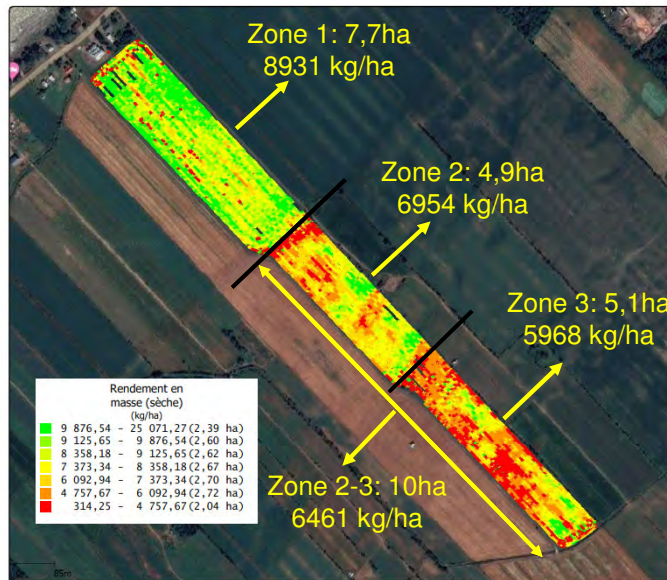 Zone 1: 7,7ha
8931 kg/ha
Zone 2: 4,9ha
6954 kg/ha
Zone 3: 5,1ha
5968 kg/ha
Zone 2-3: 10ha
6461 kg/ha
Rendement en
masse (sèche)
(kg/ha)
9 876,54 - 25 071,27 (2,39 ha)
9 125,65 - 9 876,54 (2,60 ha)
8 358,18 - 9 125,65 (2,62 ha)
7 373,34 - 8 358,18 (2,67 ha)
6 092,94 - 7 373,34 (2,70 ha)
4 757,67 - 6 092,94 (2,72 ha)
314,25 - 4 757,67 (2,04 ha)
85m